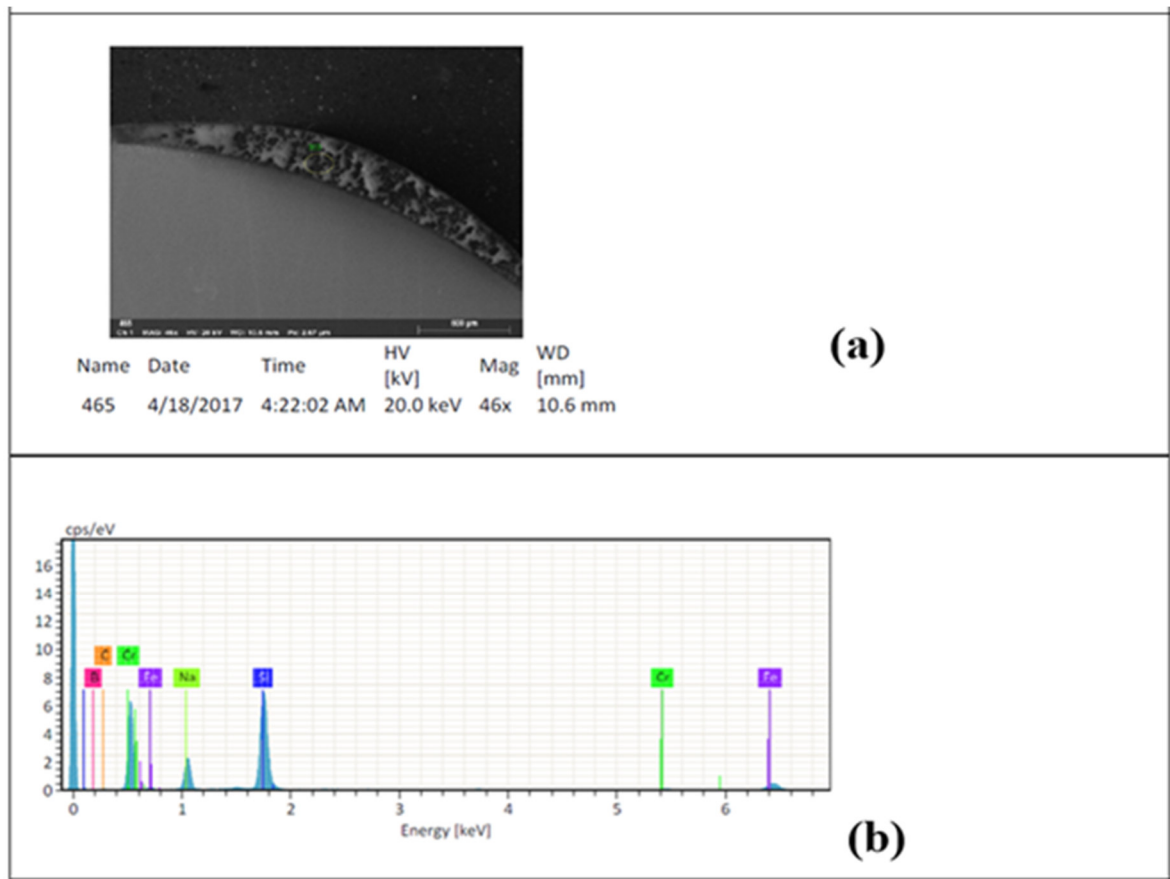 600 µm
(a)
Name Date Time HV [kV] Mag WD [mm]
465 4/18/2017 4:22:02 AM 20.0 keV 46x 10.6 mm
cps/eV
16
14
12
10
8
6
4
2
0
C Cr
B Fe Na Si Cr Fe
0 1 2 3 4 5 6
Energy [keV]
(b)